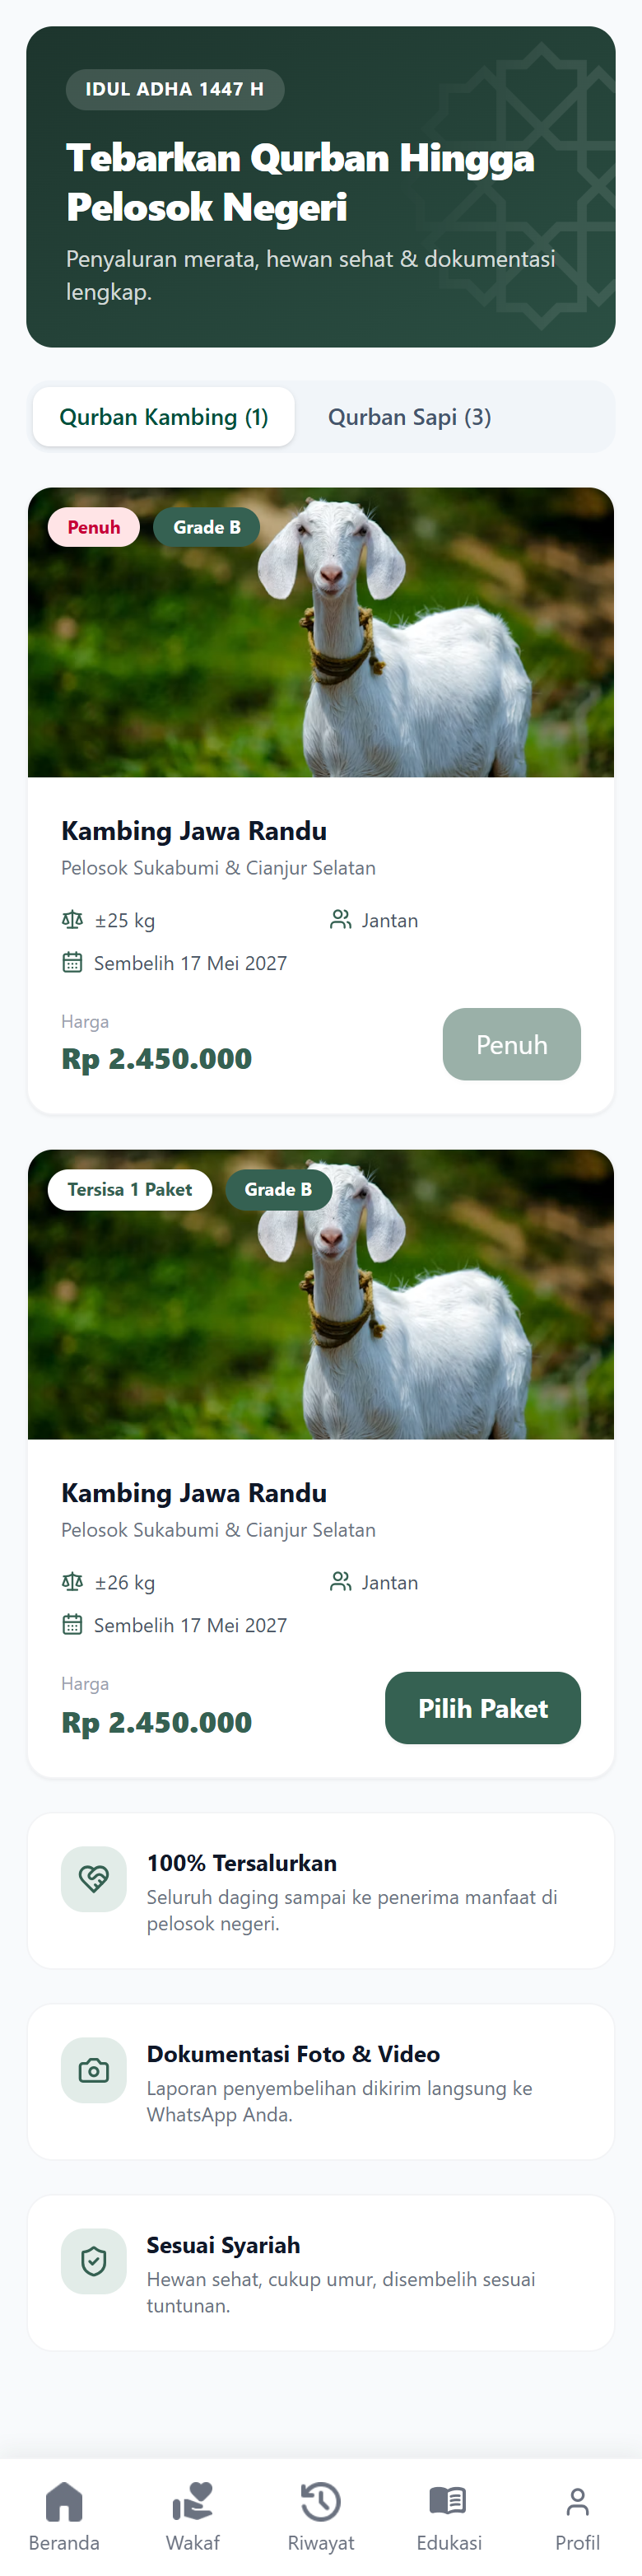 IDUL ADHA 1447 H
Tebarkan Qurban Hingga
Pelosok Negeri
Penyaluran merata, hewan sehat & dokumentasi
lengkap.
Qurban Kambing (1)
Qurban Sapi (3)
Penuh
Grade B
Kambing Jawa Randu
Pelosok Sukabumi & Cianjur Selatan
±25 kg
Jantan
Sembelih 17 Mei 2027
Harga
Rp 2.450.000
Penuh
Tersisa 1 Paket
Grade B
Kambing Jawa Randu
Pelosok Sukabumi & Cianjur Selatan
±26 kg
Jantan
Sembelih 17 Mei 2027
Harga
Rp 2.450.000
Pilih Paket
100% Tersalurkan
Seluruh daging sampai ke penerima manfaat di
pelosok negeri.
Dokumentasi Foto & Video
Laporan penyembelihan dikirim langsung ke
WhatsApp Anda.
Sesuai Syariah
Hewan sehat, cukup umur, disembelih sesuai
tuntunan.
Beranda
Wakaf
Riwayat
Edukasi
Profil